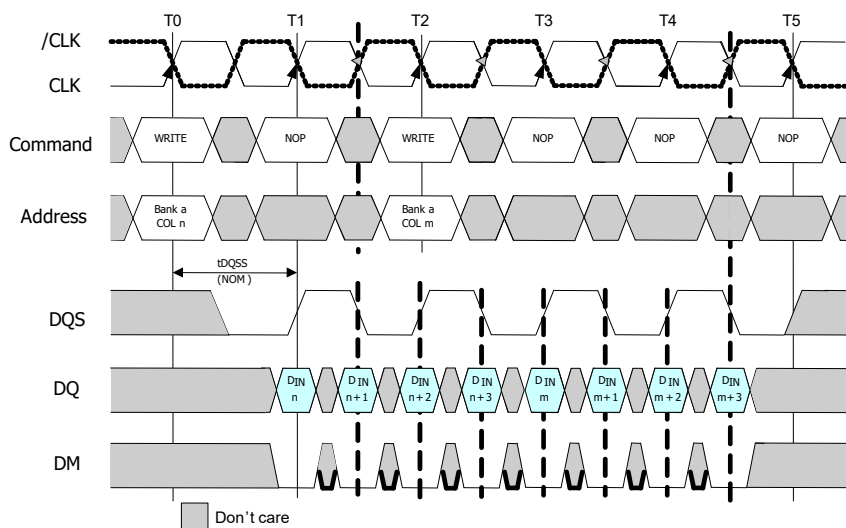 T0 T1 T2 T3 T4 T5
/CLK
CLK
Command WRITE NOP WRITE NOP NOP NOP
Address Bank a COL n Bank a COL m
tDQSS
(NOM )
DQS
DQ DIN n DIN n+1 DIN n+2 DIN n+3 DIN m DIN m+1 DIN m+2 DIN m+3
DM
Don't care